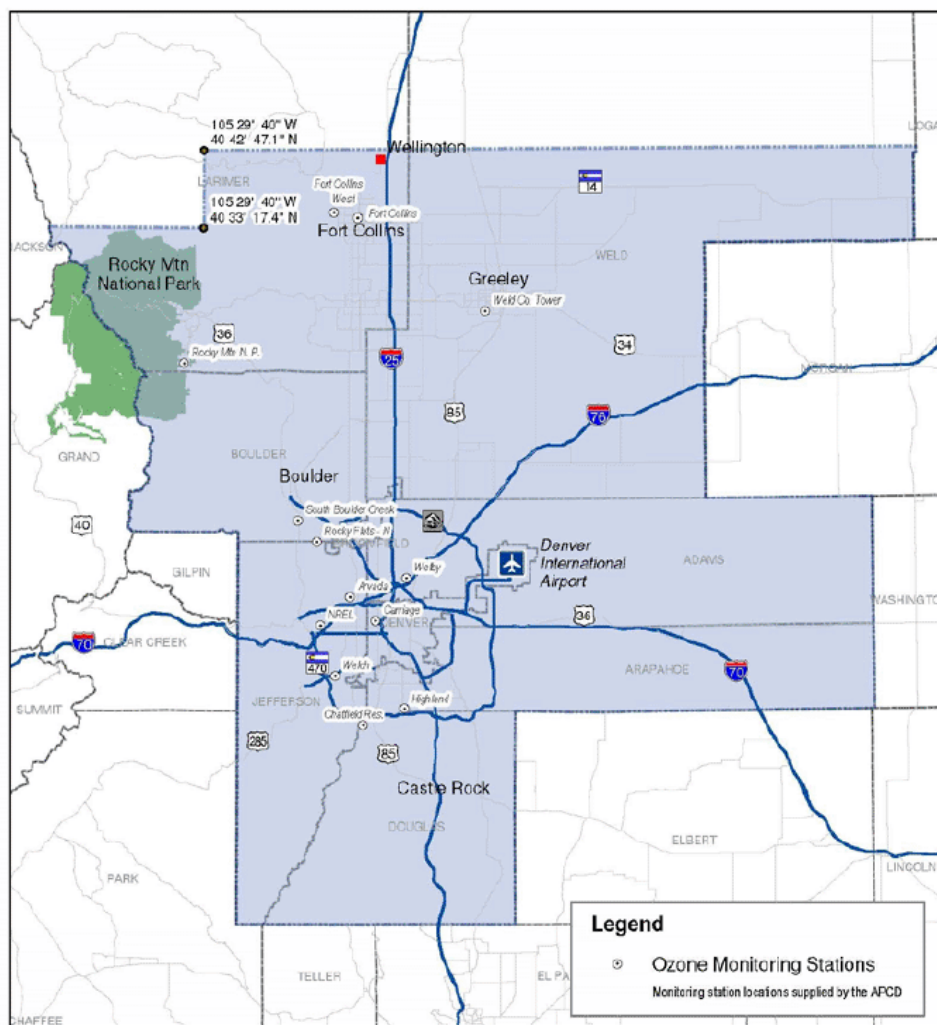 105 29' 40" W
40 42' 47.1" N
Wellington
LOGA
LARIMER
14
Fort Collins
West
Fort Collins
105 29' 40" W
40 33' 17.4" N
Fort Collins
JACKSON
WELD
Rocky Mtn
National Park
Greeley
Weld Co. Tower
36
34
Rocky Mtn N. P.
25
MORGAN
85
76
GRAND
BOULDER
Boulder
South Boulder Creek
40
Rocky Flats - N
Denver
International
Airport
ADAMS
GILPIN
Welby
Arvada
WASHINGTO
NREL
Carriage
36
DENVER
CLEAR CREEK
70
470
Welch
ARAPAHOE
70
JEFFERSON
Highland
SUMMIT
Chatfield Res.
285
85
Castle Rock
DOUGLAS
ELBERT
LINCOLN
PARK
Legend
Ozone Monitoring Stations
Monitoring station locations supplied by the APCD
TELLER
EL PA
CHAFFEE